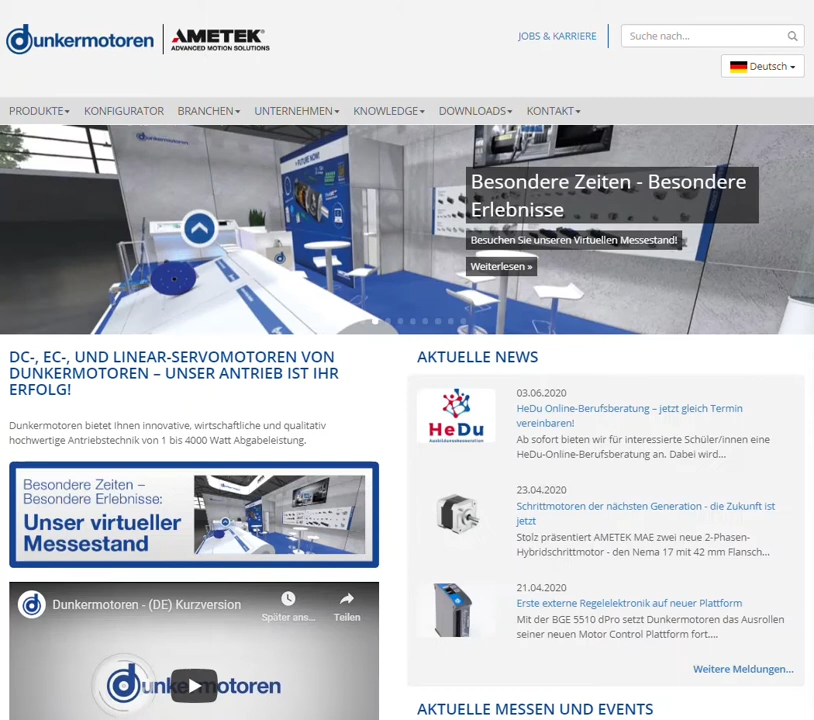 dunkermotoren
AMETEK
ADVANCED MOTION SOLUTIONS
JOBS & KARRIERE
Suche nach...
Deutsch
PRODUKTE
KONFIGURATOR
BRANCHEN
UNTERNEHMEN
KNOWLEDGE
DOWNLOADS
KONTAKT
dunkermotoren
FUTURE NOW!
Besondere Zeiten - Besondere
Erlebnisse
Besuchen Sie unseren Virtuellen Messestand!
Weiterlesen »
DC-, EC-, UND LINEAR-SERVOMOTOREN VON
DUNKERMOTOREN – UNSER ANTRIEB IST IHR
ERFOLG!
Dunkermotoren bietet Ihnen innovative, wirtschaftliche und qualitativ
hochwertige Antriebstechnik von 1 bis 4000 Watt Abgabeleistung.
Besondere Zeiten –
Besondere Erlebnisse:
Unser virtueller
Messestand
Dunkermotoren - (DE) Kurzversion
Später ans...
Teilen
dunkermotoren
AKTUELLE NEWS
HeDu
Ausbildungskooperation
03.06.2020
HeDu Online-Berufsberatung – jetzt gleich Termin
vereinbaren!
Ab sofort bieten wir für interessierte Schüler/innen eine
HeDu-Online-Berufsberatung an. Dabei wird...
23.04.2020
Schrittmotoren der nächsten Generation - die Zukunft ist
jetzt
Stolz präsentiert AMETEK MAE zwei neue 2-Phasen-
Hybridschrittmotor - den Nema 17 mit 42 mm Flansch...
21.04.2020
Erste externe Regelelektronik auf neuer Plattform
Mit der BGE 5510 dPro setzt Dunkermotoren das Ausrollen
seiner neuen Motor Control Plattform fort....
Weitere Meldungen...
AKTUELLE MESSEN UND EVENTS